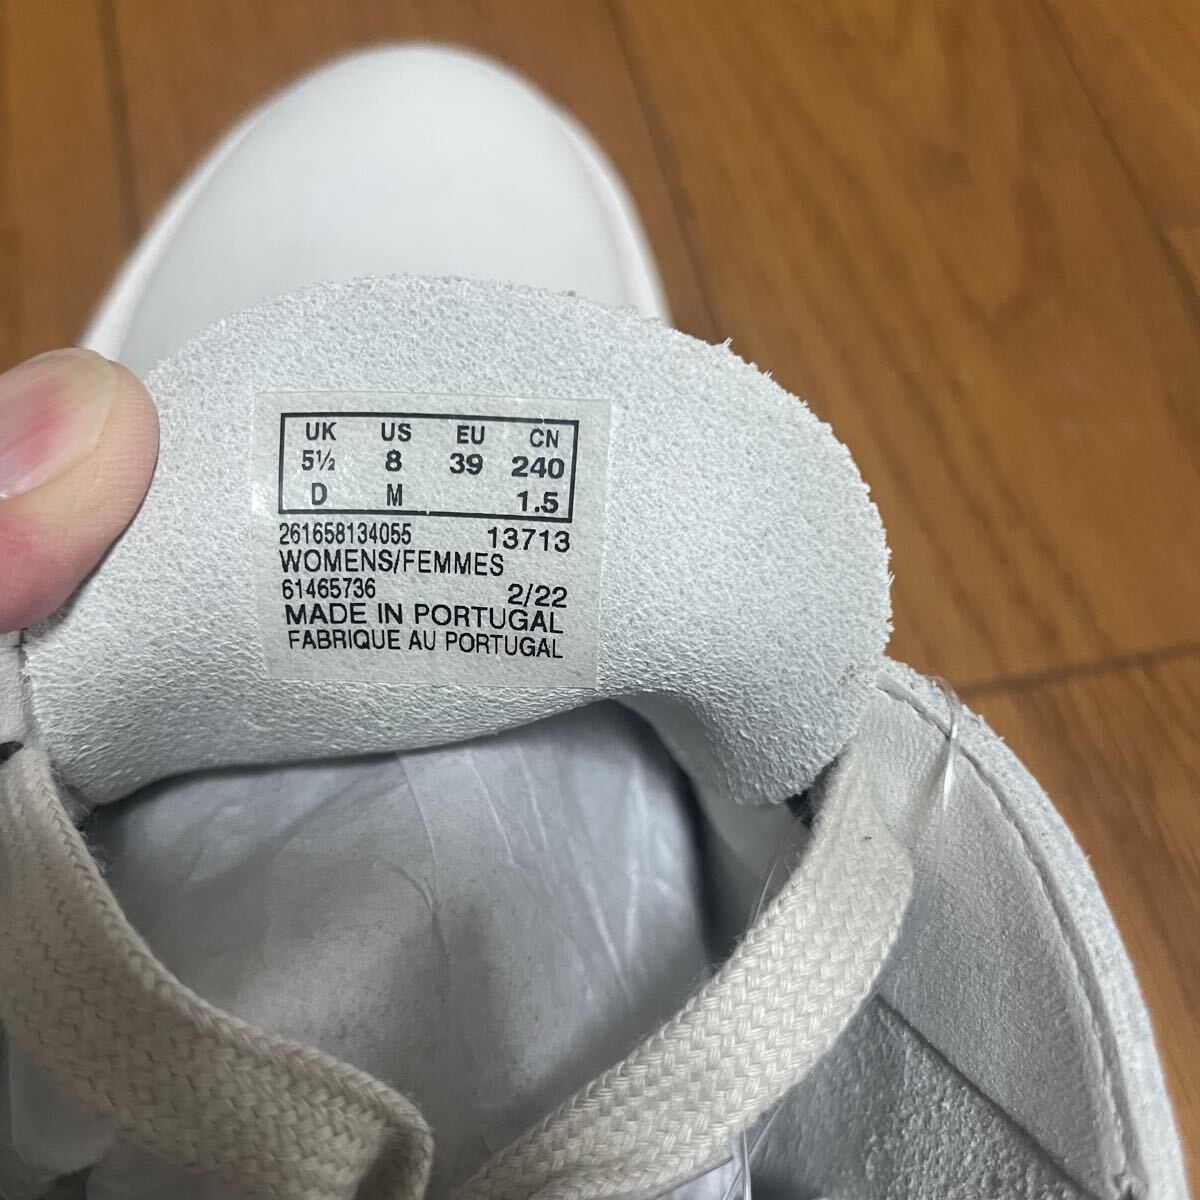 UK US EU CN
5½ 8 39 240
D M 1.5
261658134055 13713
WOMENS/FEMMES
61465736 2/22
MADE IN PORTUGAL
FABRIQUE AU PORTUGAL